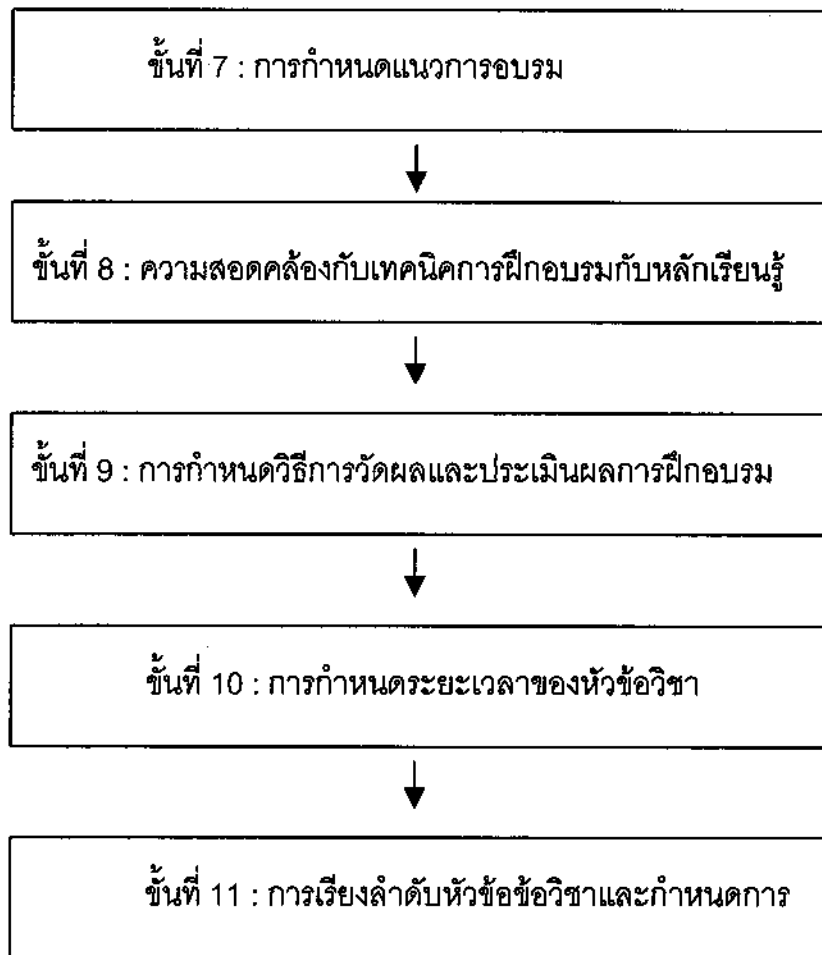 ขั้นที่ 7 : การกำหนดแนวการอบรม
ขั้นที่ 8 : ความสอดคล้องกับเทคนิคการฝึกอบรมกับหลักเรียนรู้
ขั้นที่ 9 : การกำหนดวิธีการวัดผลและประเมินผลการฝึกอบรม
ขั้นที่ 10 : การกำหนดระยะเวลาของหัวข้อวิชา
ขั้นที่ 11 : การเรียงลำดับหัวข้อข้อวิชาและกำหนดการ